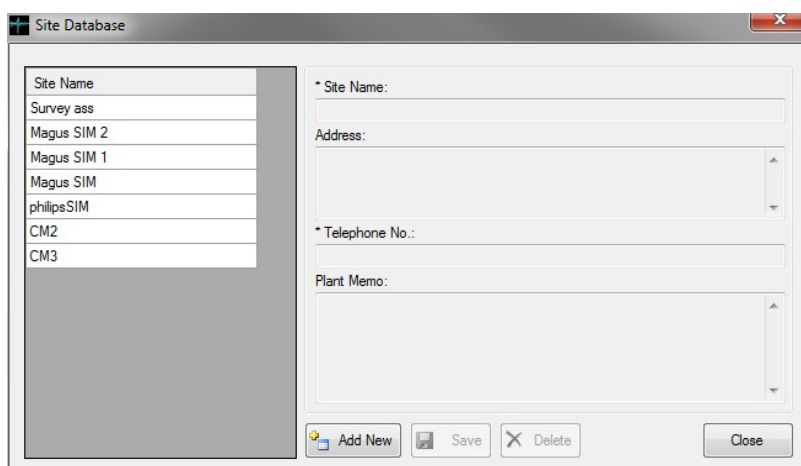 Site Database
Site Name
Survey ass
Magus SIM 2
Magus SIM 1
Magus SIM
philipsSIM
CM2
CM3
* Site Name:
Address:
* Telephone No.:
Plant Memo:
Add New
Save
Delete
Close